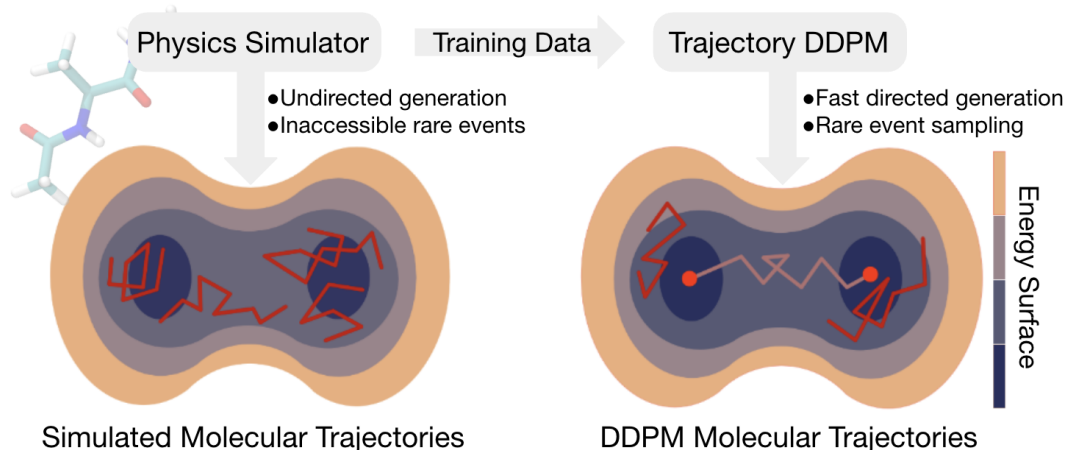 Physics Simulator
Training Data
Trajectory DDPM
●Undirected generation
●Inaccessible rare events
●Fast directed generation
●Rare event sampling
Energy Surface
Simulated Molecular Trajectories
DDPM Molecular Trajectories